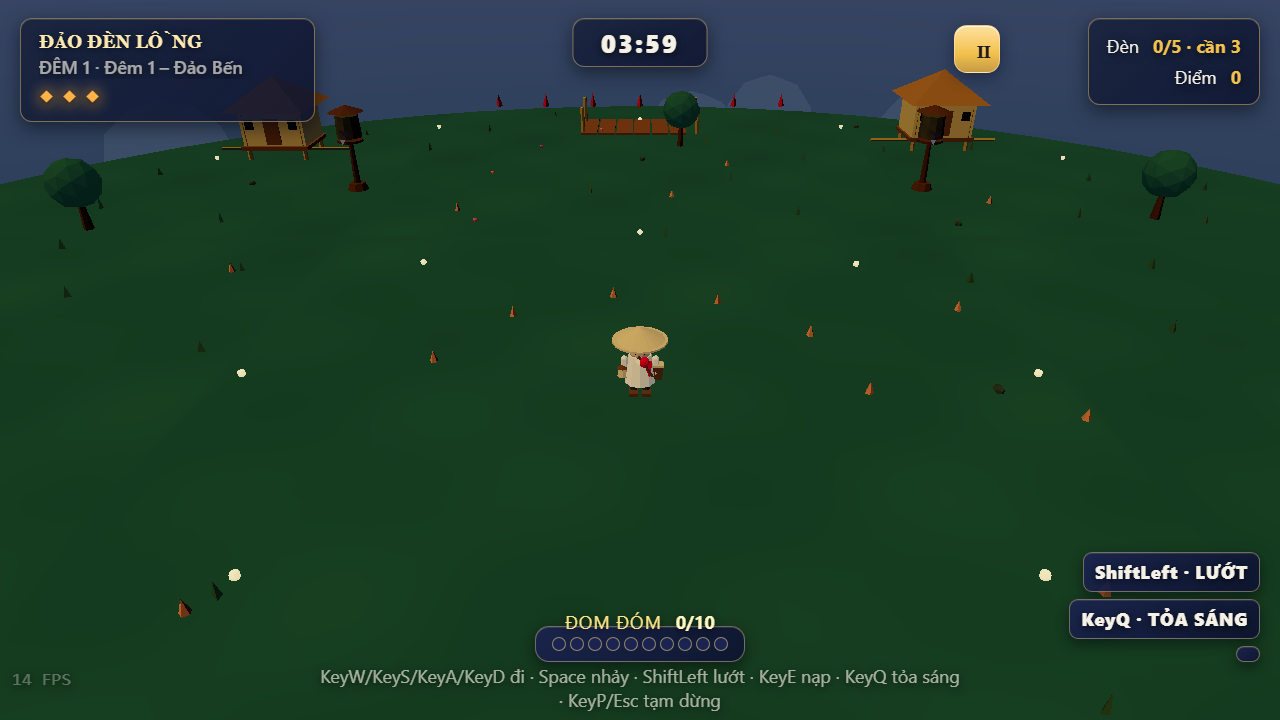 ĐẢO ĐÈN LỒNG
ĐÊM 1 · Đêm 1 – Đảo Bến
03:59
II
Đèn 0/5 · cần 3
Điểm 0
ShiftLeft · LƯỚT
KeyQ · TỎA SÁNG
ĐOM ĐÓM 0/10
KeyW/KeyS/KeyA/KeyD đi · Space nhảy · ShiftLeft lướt · KeyE nạp · KeyQ tỏa sáng
· KeyP/Esc tạm dừng
14 FPS